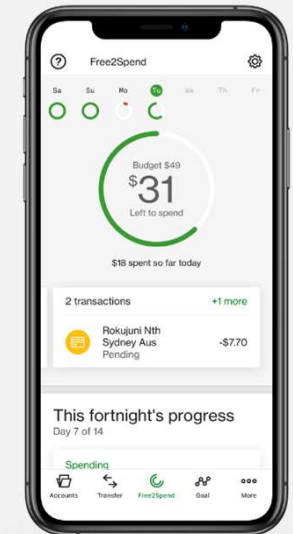 ?
Free2Spend
Sa Su Mo Tu We Th Fr
Budget $49
$31
Left to spend
$18 spent so far today
2 transactions +1 more
Rokujuni Nth
Sydney Aus -$7.70
Pending
This fortnight's progress
Day 7 of 14
Spending
Accounts Transfer Free2Spend Goal More